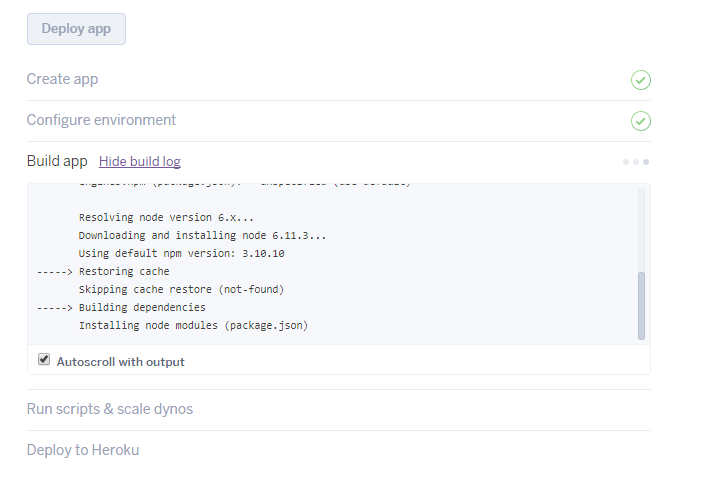 Deploy app
Create app
Configure environment
Build app Hide build log
Resolving node version 6.x...
Downloading and installing node 6.11.3...
Using default npm version: 3.10.10
-----> Restoring cache
Skipping cache restore (not-found)
-----> Building dependencies
Installing node modules (package.json)
Autoscroll with output
Run scripts & scale dynos
Deploy to Heroku